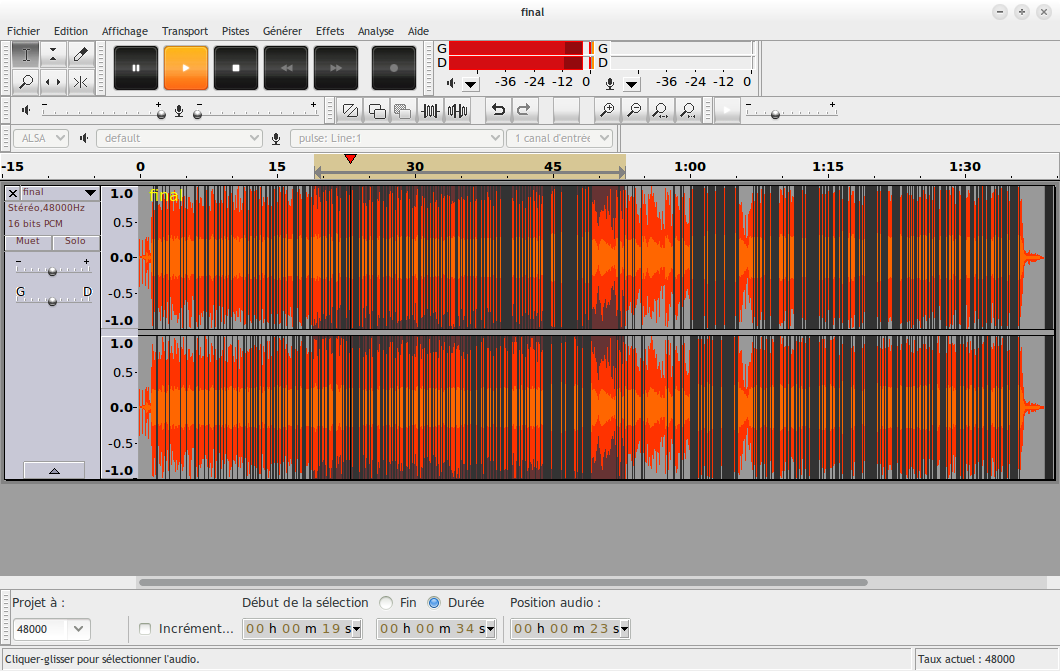 final
Fichier Edition Affichage Transport Pistes Générer Effets Analyse Aide
G G
D D
-36 -24 -12 0 -36 -24 -12 0
- + - + - +
ALSA default pulse: Line:1 1 canal d'entrée
-15 0 15 30 45 1:00 1:15 1:30
final
Stéréo,48000Hz
16 bits PCM
Muet Solo
- +
G D
final
1.0
0.5-
0.0-
-0.5-
-1.0
1.0
0.5-
0.0-
-0.5-
-1.0
Projet à : Début de la sélection Fin Durée Position audio :
48000 Incrément... 00 h 00 m 19 s 00 h 00 m 34 s 00 h 00 m 23 s
Cliquer-glisser pour sélectionner l'audio. Taux actuel : 48000